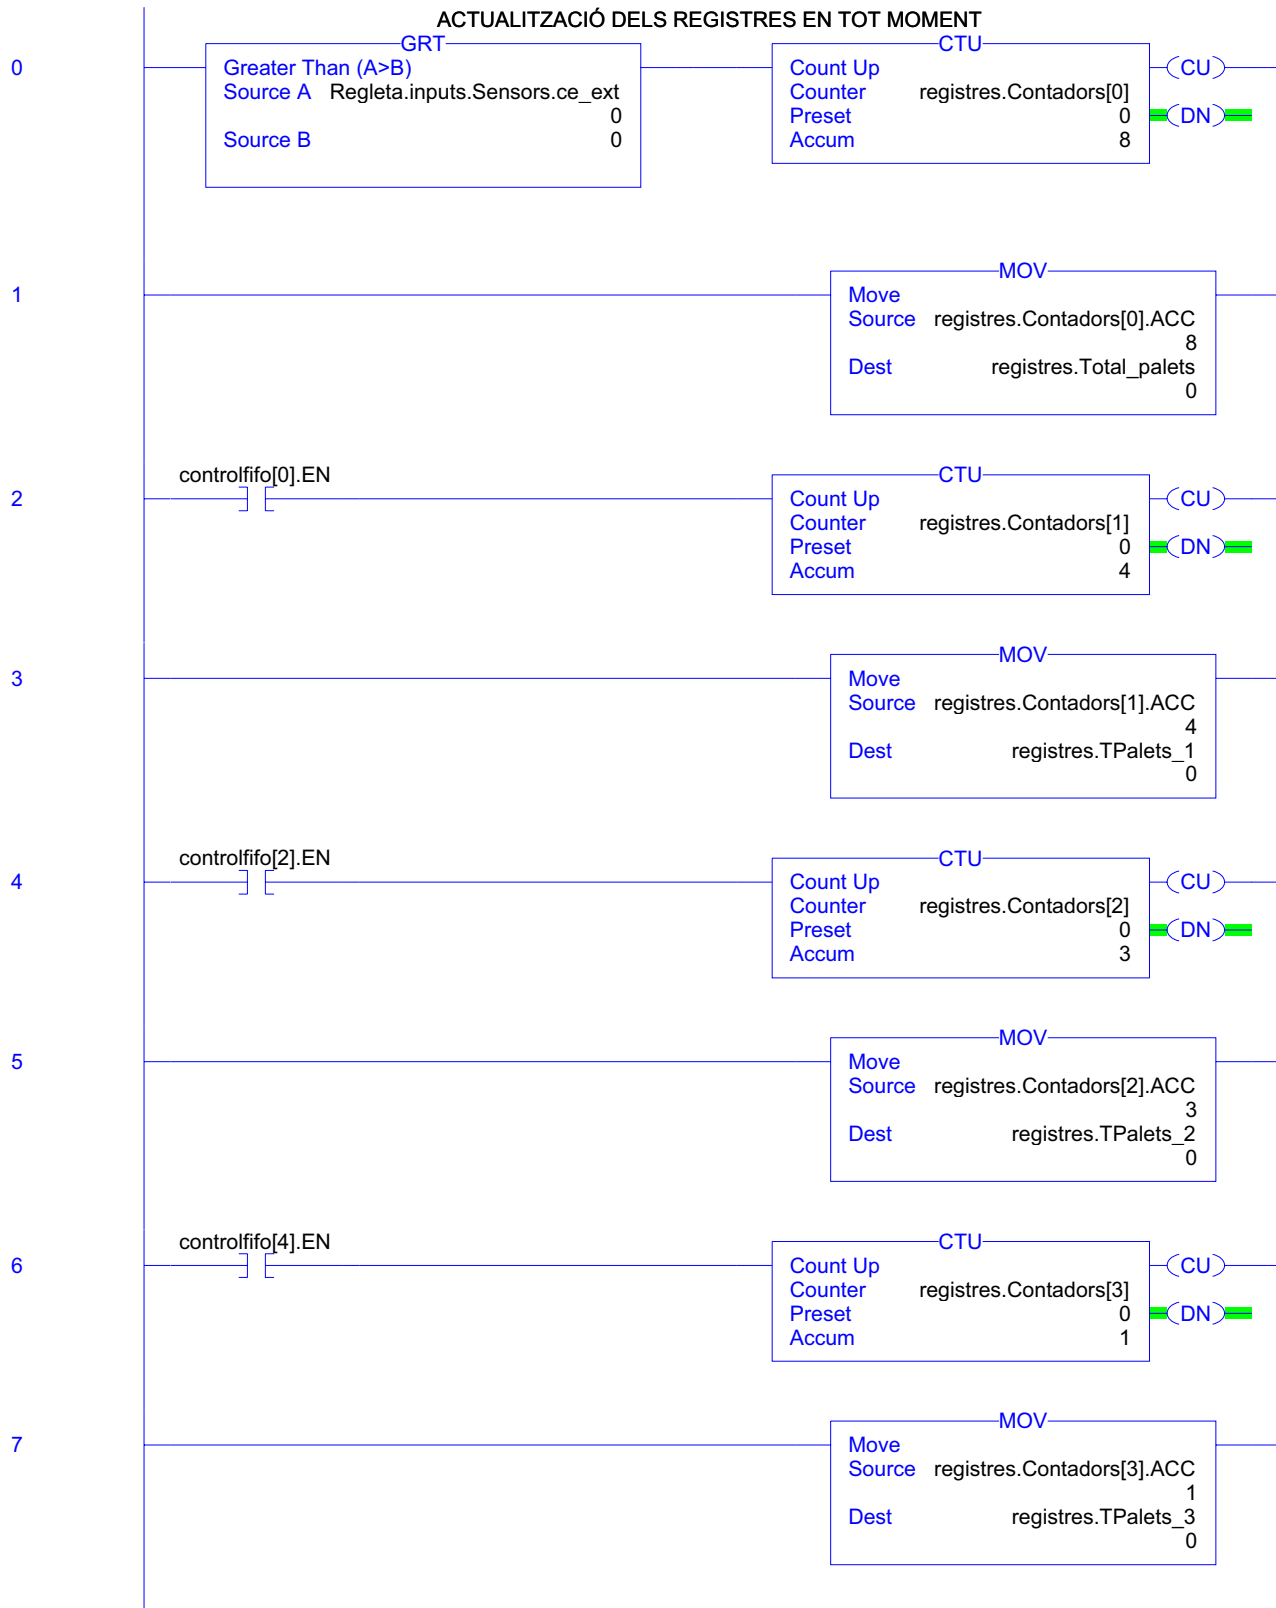 ACTUALITZACIÓ DELS REGISTRES EN TOT MOMENT
GRT
CTU
0
Greater Than (A>B)
Count Up
CU
Source A Regleta.inputs.Sensors.ce_ext
Counter registres.Contadors[0]
0
Preset 0
DN
Source B 0
Accum 8
MOV
1
Move
Source registres.Contadors[0].ACC
8
Dest registres.Total_palets
0
controlfifo[0].EN
CTU
2
Count Up
CU
Counter registres.Contadors[1]
Preset 0
DN
Accum 4
MOV
3
Move
Source registres.Contadors[1].ACC
4
Dest registres.TPalets_1
0
controlfifo[2].EN
CTU
4
Count Up
CU
Counter registres.Contadors[2]
Preset 0
DN
Accum 3
MOV
5
Move
Source registres.Contadors[2].ACC
3
Dest registres.TPalets_2
0
controlfifo[4].EN
CTU
6
Count Up
CU
Counter registres.Contadors[3]
Preset 0
DN
Accum 1
MOV
7
Move
Source registres.Contadors[3].ACC
1
Dest registres.TPalets_3
0